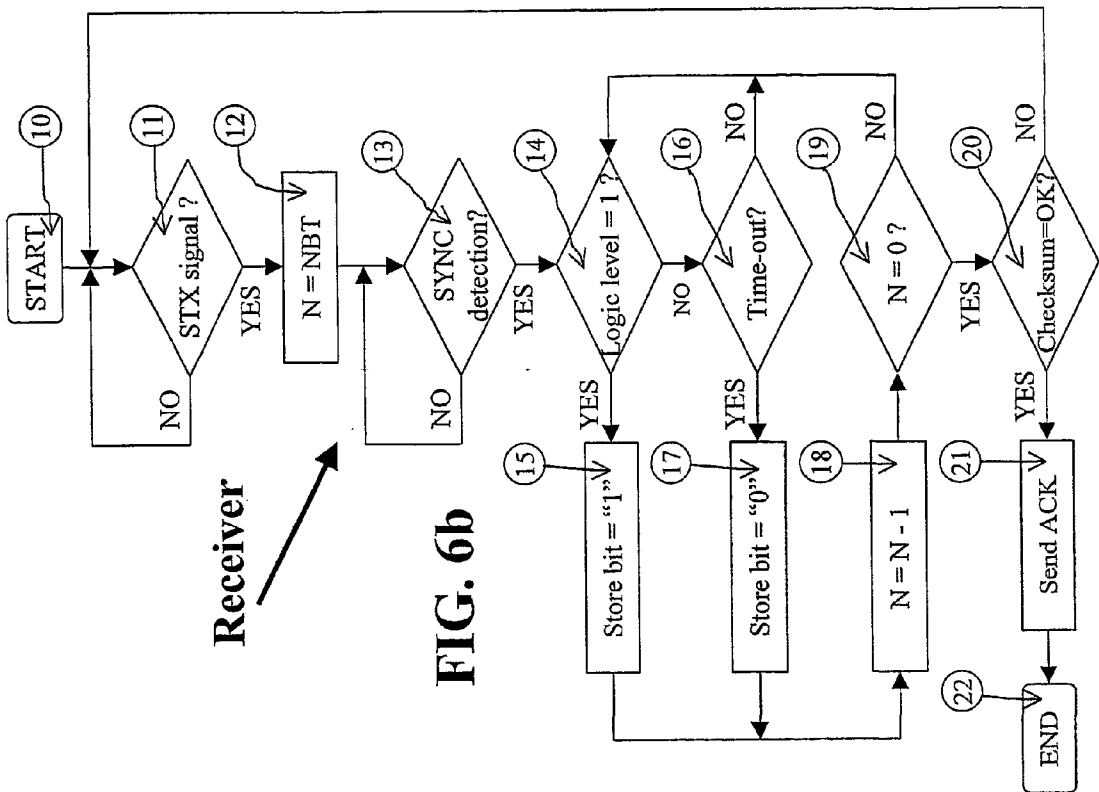 Receiver
FIG. 6b
START
10
STX signal ?
11
NO
YES
N = NBT
12
SYNC
detection?
13
NO
YES
Logic level = 1 ?
14
YES
NO
Store bit = “1”
15
Time-out?
16
YES
NO
Store bit = “0”
17
N = N - 1
18
N = 0 ?
19
NO
YES
Checksum=OK?
20
YES
NO
Send ACK
21
END
22